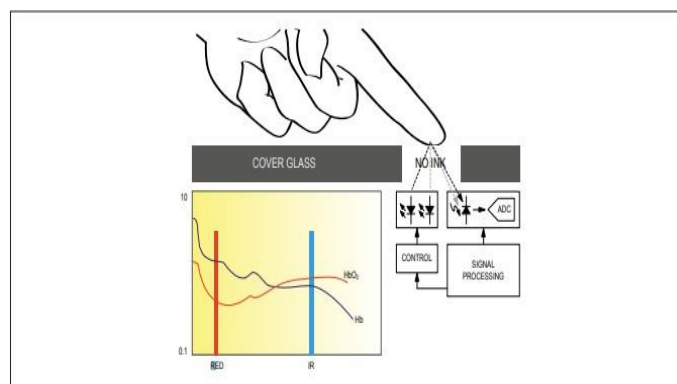 COVER GLASS
NO INK
10
HbO2
Hb
0.1
RED
IR
ADC
CONTROL
SIGNAL
PROCESSING